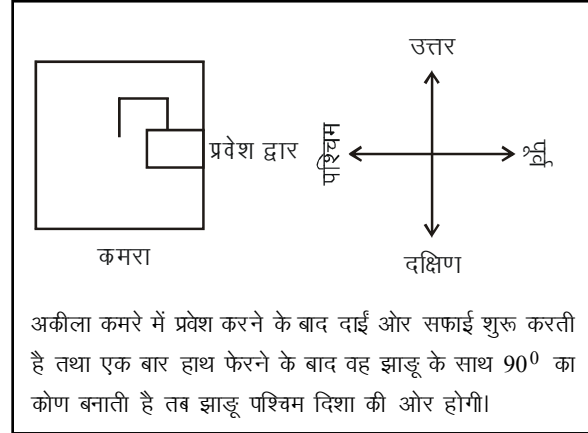 उत्तर
प्रवेश द्वार
पश्चिम
पूर्व
कमरा
दक्षिण
अकीला कमरे में प्रवेश करने के बाद दाईं ओर सफाई शुरू करती
है तथा एक बार हाथ फेरने के बाद वह झाड़ू के साथ 90⁰ का
कोण बनाती है तब झाड़ू पश्चिम दिशा की ओर होगी।